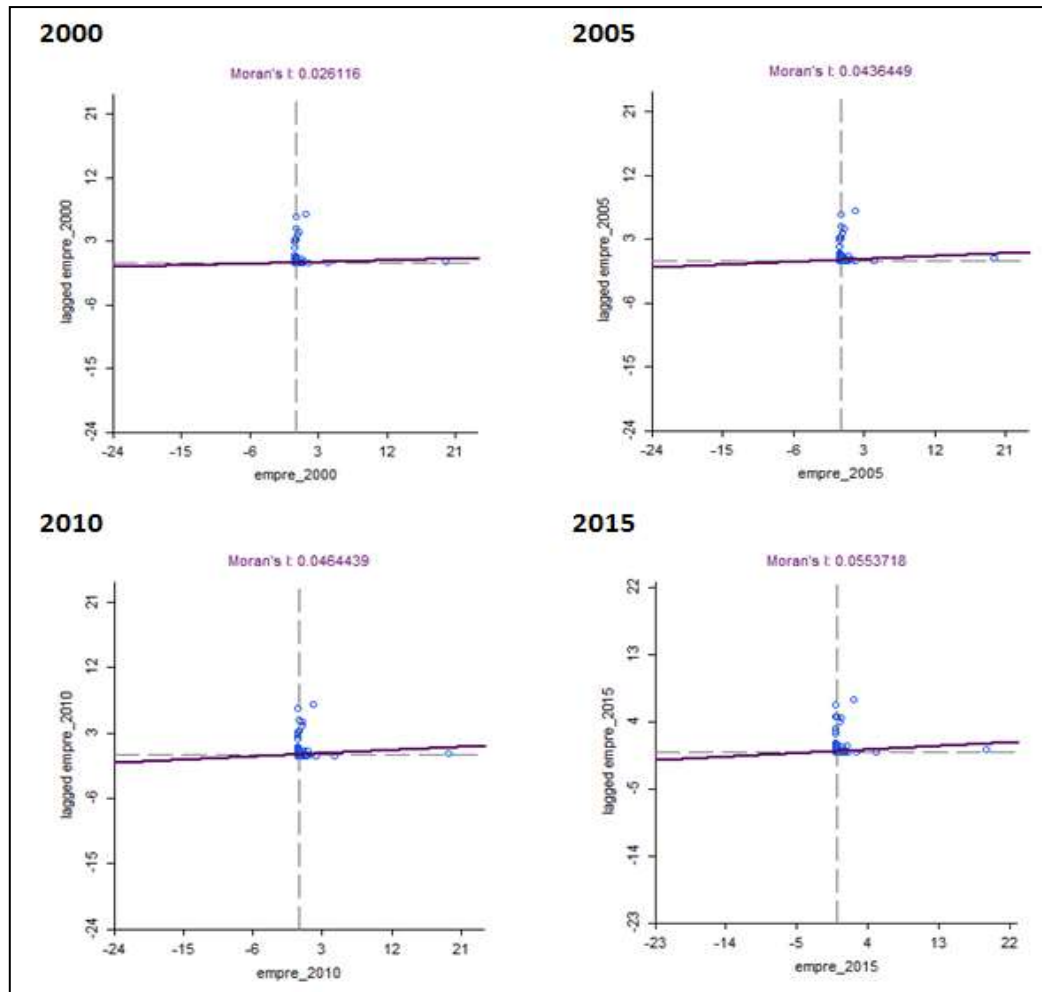 2000
Moran's I: 0.026116
21
12
3
-6
-15
-24
lagged empre_2000
-24 -15 -6 3 12 21
empre_2000
2005
Moran's I: 0.0436449
21
12
3
-6
-15
-24
lagged empre_2005
-24 -15 -6 3 12 21
empre_2005
2010
Moran's I: 0.0464439
21
12
3
-6
-15
-24
lagged empre_2010
-24 -15 -6 3 12 21
empre_2010
2015
Moran's I: 0.0553718
22
13
4
-5
-14
-23
lagged empre_2015
-23 -14 -5 4 13 22
empre_2015